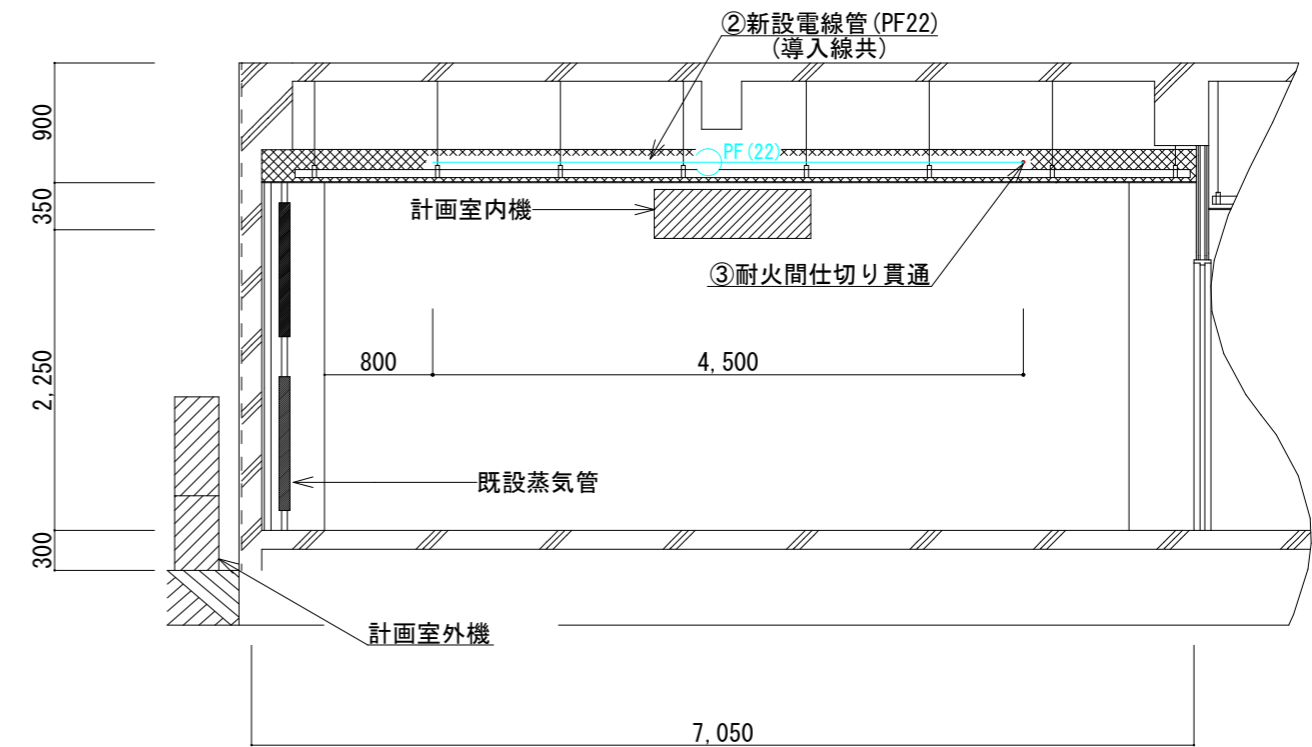 ②新設電線管(PF22)
(導入線共)
900
PF(22)
350
計画室内機
③耐火間仕切り貫通
800
4,500
2,250
既設蒸気管
300
計画室外機
7,050